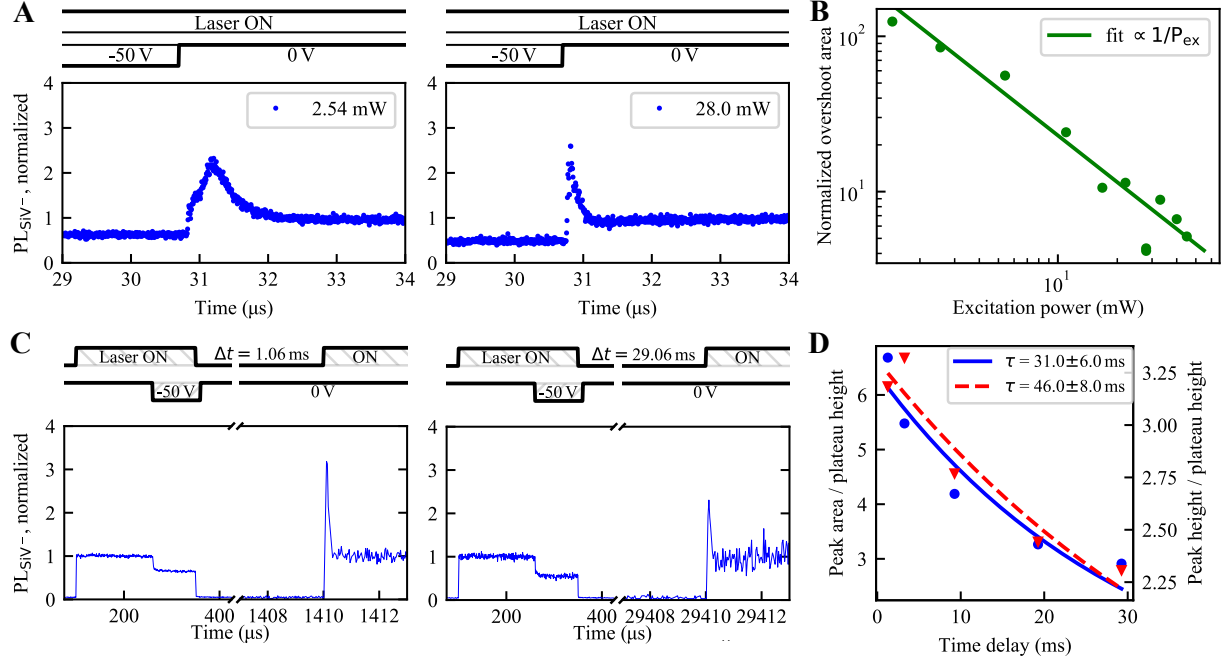 A
Laser ON
-50 V
0 V
2.54 mW
PL_SiV−, normalized
4
3
2
1
0
29
30
31
32
33
34
Time (μs)
Laser ON
-50 V
0 V
28.0 mW
4
3
2
1
0
29
30
31
32
33
34
Time (μs)
B
fit ∝ 1/P_ex
Normalized overshoot area
10²
10¹
10¹
Excitation power (mW)
C
Laser ON
Δt = 1.06 ms
ON
-50 V
0 V
PL_SiV−, normalized
4
3
2
1
0
200
400
1408
1410
1412
Time (μs)
Laser ON
Δt = 29.06 ms
ON
-50 V
0 V
4
3
2
1
0
200
400
29408
29410
29412
Time (μs)
D
τ = 31.0±6.0 ms
τ = 46.0±8.0 ms
Peak area / plateau height
6
5
4
3
3.25
3.00
2.75
2.50
2.25
Peak height / plateau height
0
10
20
30
Time delay (ms)